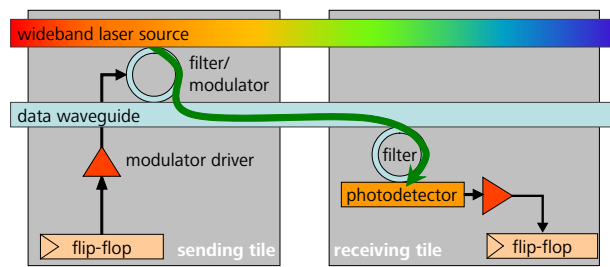 wideband laser source
filter/
modulator
data waveguide
modulator driver
filter
photodetector
flip-flop
sending tile
receiving tile
flip-flop